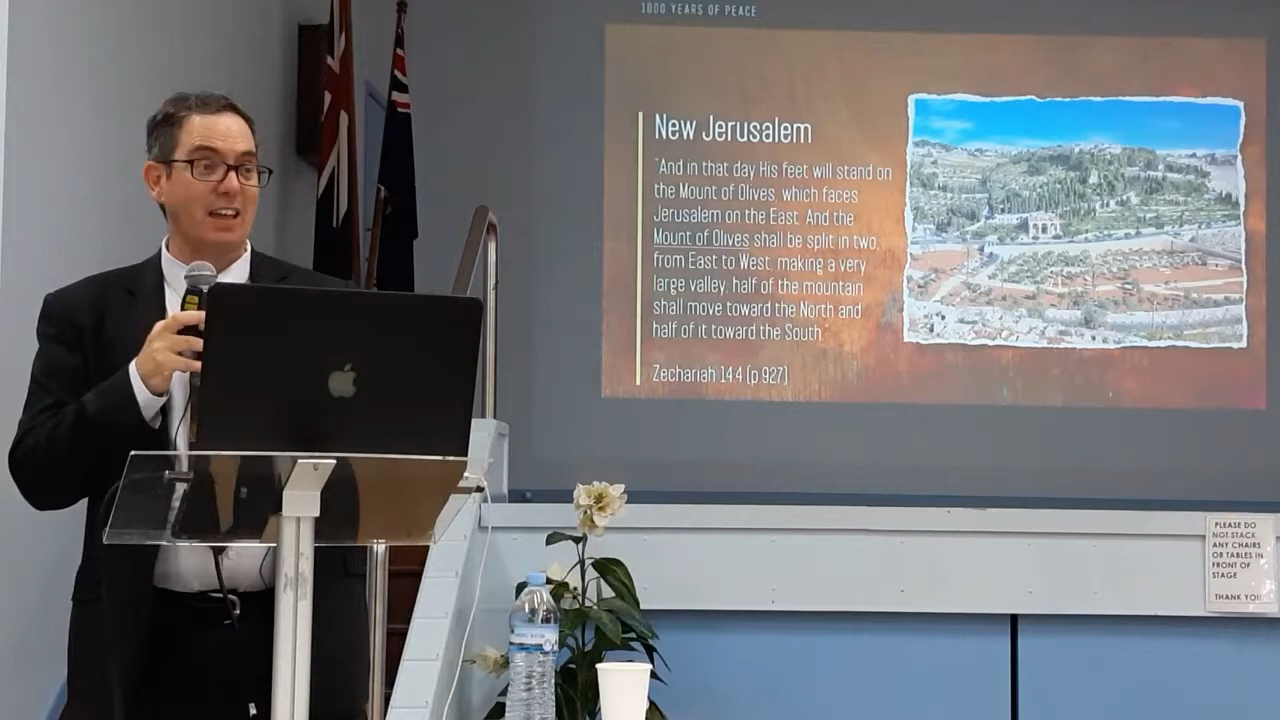 1000 YEARS OF PEACE
New Jerusalem
"And in that day His feet will stand on
the Mount of Olives, which faces
Jerusalem on the East. And the
Mount of Olives shall be split in two,
from East to West, making a very
large valley; half of the mountain
shall move toward the North and
half of it toward the South."
Zechariah 14:4 (p.927)
PLEASE DO
NOT STACK
ANY CHAIRS
OR TABLES IN
FRONT OF
STAGE
THANK YOU